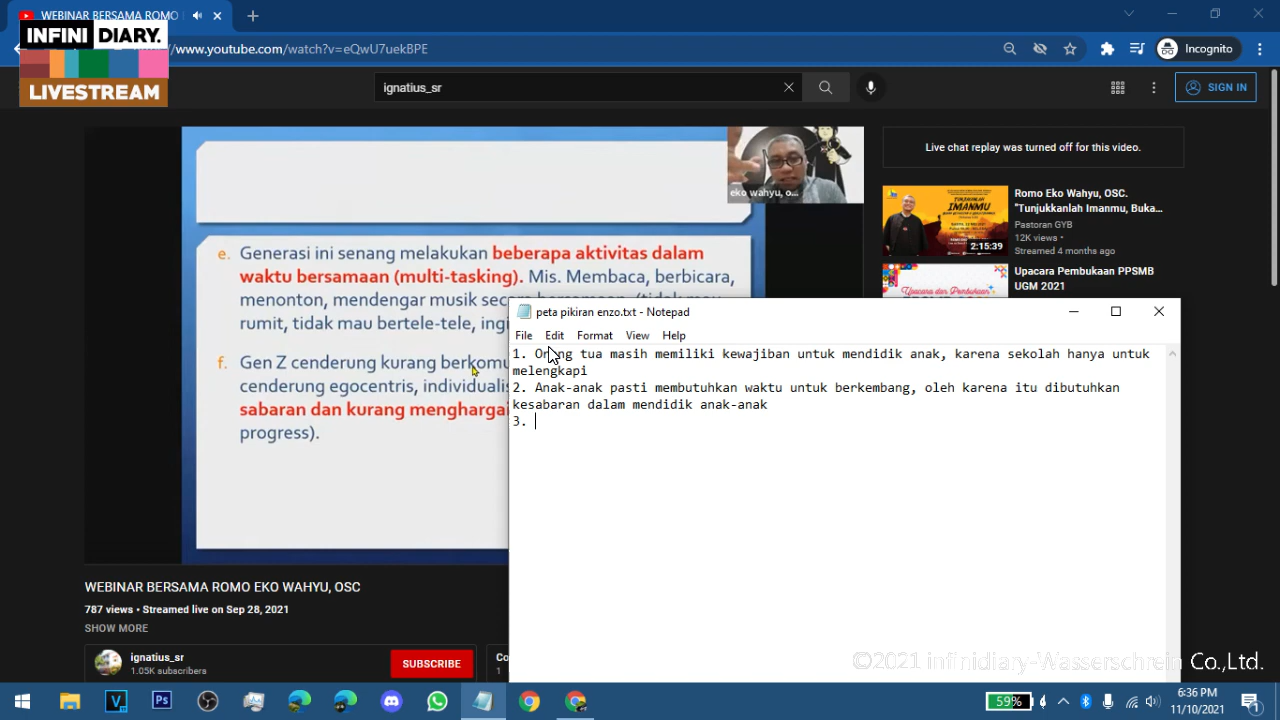 WEBINAR BERSAMA ROMO
INFINI DIARY.
LIVESTREAM
www.youtube.com/watch?v=eQwU7uekBPE
Incognito
ignatius_sr
SIGN IN
eko wahyu, o...
Live chat replay was turned off for this video.
e. Generasi ini senang melakukan beberapa aktivitas dalam
waktu bersamaan (multi-tasking). Mis. Membaca, berbicara,
menonton, mendengar musik
rumit, tidak mau bertele-tele,
f. Gen Z cenderung kurang
cenderung egocentris,
sabaran dan kurang
progress).
Romo Eko Wahyu, OSC.
"Tunjukkanlah Imanmu, Buka...
Pastoran GYB
12K views •
Streamed 4 months ago
TUNJUKKANLAH
IMANMU
2:15:39
Upacara Pembukaan PPSMB
UGM 2021
Upacara dan Pembukaan
peta pikiran enzo.txt - Notepad
File Edit Format View Help
1. Orang tua masih memiliki kewajiban untuk mendidik anak, karena sekolah hanya untuk
melengkapi
2. Anak-anak pasti membutuhkan waktu untuk berkembang, oleh karena itu dibutuhkan
kesabaran dalam mendidik anak-anak
3.
WEBINAR BERSAMA ROMO EKO WAHYU, OSC
787 views • Streamed live on Sep 28, 2021
SHOW MORE
ignatius_sr
1.05K subscribers
SUBSCRIBE
©2021 infinidiary-Wasserschrein Co.,Ltd.
59%
6:36 PM
11/10/2021